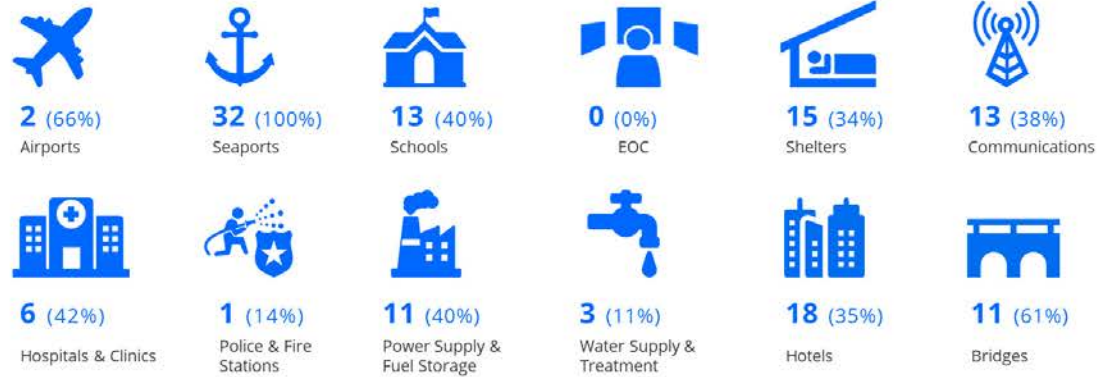 2 (66%)
Airports
32 (100%)
Seaports
13 (40%)
Schools
0 (0%)
EOC
15 (34%)
Shelters
13 (38%)
Communications
6 (42%)
Hospitals & Clinics
1 (14%)
Police & Fire
Stations
11 (40%)
Power Supply &
Fuel Storage
3 (11%)
Water Supply &
Treatment
18 (35%)
Hotels
11 (61%)
Bridges